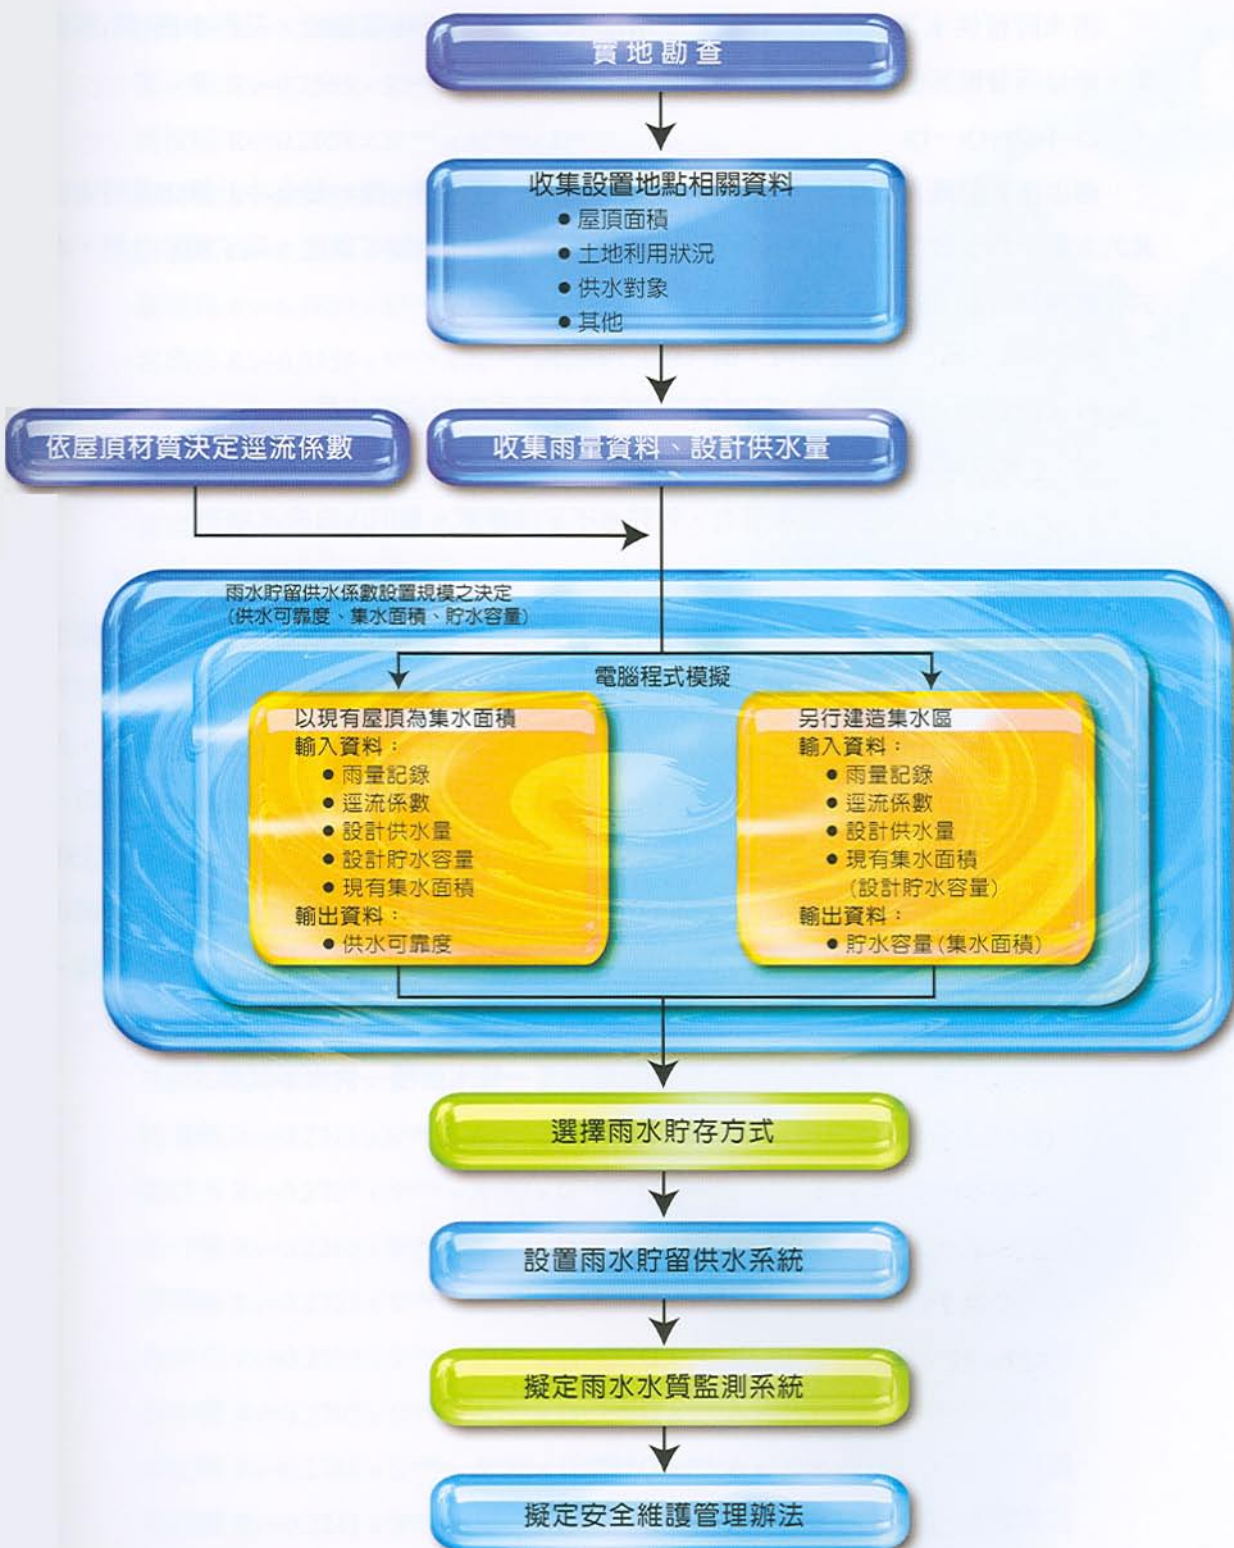 實地勘查
收集設置地點相關資料
● 屋頂面積
● 土地利用狀況
● 供水對象
● 其他
依屋頂材質決定逕流係數
收集雨量資料、設計供水量
雨水貯留供水係數設置規模之決定
(供水可靠度、集水面積、貯水容量)
電腦程式模擬
以現有屋頂為集水面積
輸入資料：
● 雨量記錄
● 逕流係數
● 設計供水量
● 設計貯水容量
● 現有集水面積
輸出資料：
● 供水可靠度
另行建造集水區
輸入資料：
● 雨量記錄
● 逕流係數
● 設計供水量
● 現有集水面積
(設計貯水容量)
輸出資料：
● 貯水容量(集水面積)
選擇雨水貯存方式
設置雨水貯留供水系統
擬定雨水水質監測系統
擬定安全維護管理辦法